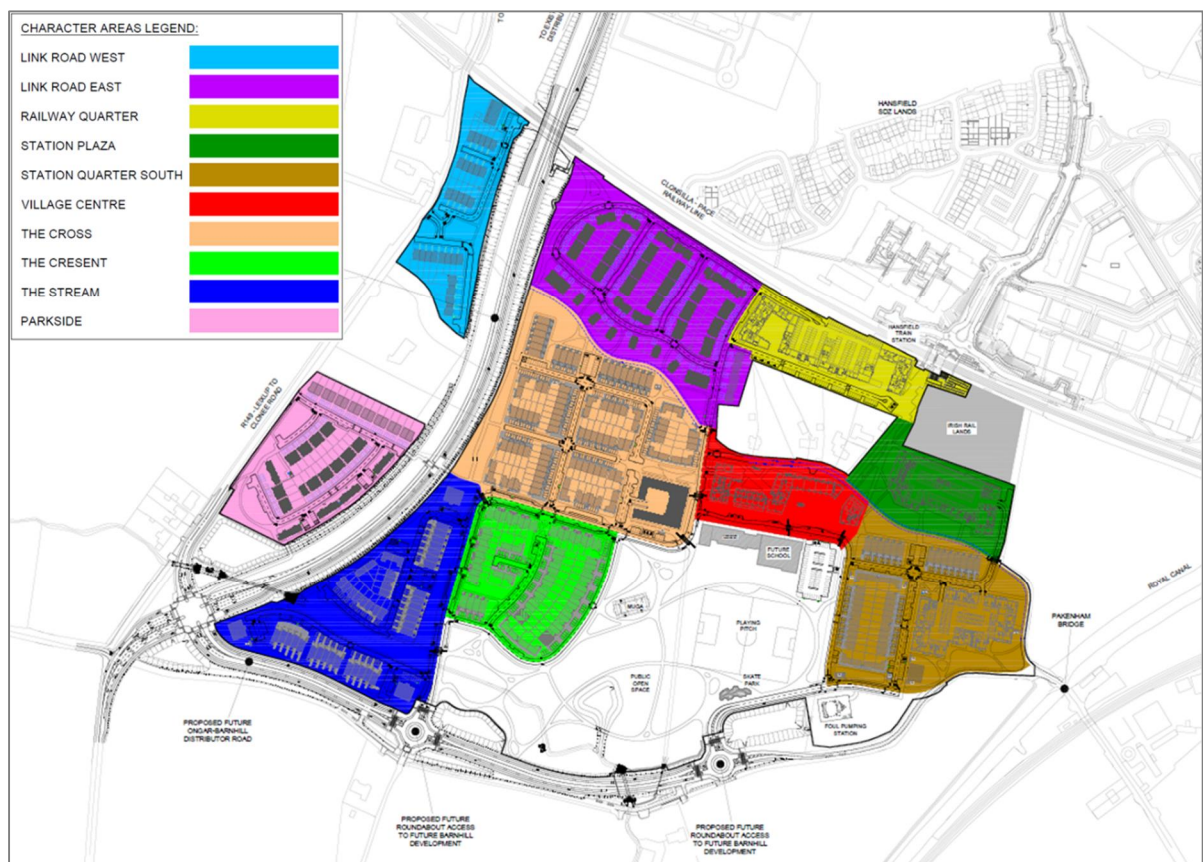 CHARACTER AREAS LEGEND:
LINK ROAD WEST
LINK ROAD EAST
RAILWAY QUARTER
STATION PLAZA
STATION QUARTER SOUTH
VILLAGE CENTRE
THE CROSS
THE CRESENT
THE STREAM
PARKSIDE
TO EXIS
DISTRIBU
HANSFIELD
SDZ LANDS
CLONSILLA - PACE
RAILWAY LINE
HANSFIELD
TRAIN
STATION
R149 - LEIXLIP TO
CLONEE ROAD
IRISH RAIL
LANDS
FUTURE
SCHOOL
ROYAL CANAL
PAKENHAM
BRIDGE
MUGA
PLAYING
PITCH
PUBLIC
OPEN
SPACE
SKATE
PARK
FOUL PUMPING
STATION
PROPOSED FUTURE
ONGAR-BARNHILL
DISTRIBUTOR ROAD
PROPOSED FUTURE
ROUNDABOUT ACCESS
TO FUTURE BARNHILL
DEVELOPMENT
PROPOSED FUTURE
ROUNDABOUT ACCESS
TO FUTURE BARNHILL
DEVELOPMENT